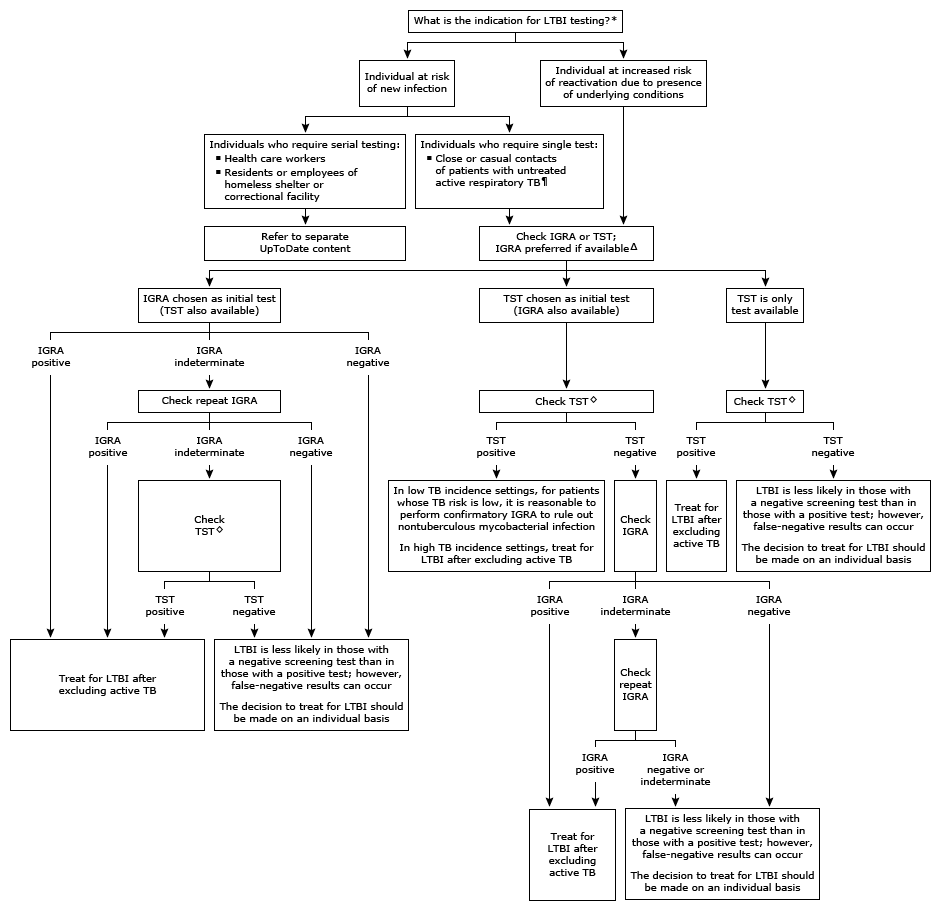 What is the indication for LTBI testing?*
Individual at risk
of new infection
Individual at increased risk
of reactivation due to presence
of underlying conditions
Individuals who require serial testing:
▪ Health care workers
▪ Residents or employees of
homeless shelter or
correctional facility
Individuals who require single test:
▪ Close or casual contacts
of patients with untreated
active respiratory TB¶
Refer to separate
UpToDate content
Check IGRA or TST;
IGRA preferred if availableΔ
IGRA chosen as initial test
(TST also available)
TST chosen as initial test
(IGRA also available)
TST is only
test available
IGRA
positive
IGRA
indeterminate
IGRA
negative
Check repeat IGRA
Check TST◇
Check TST◇
IGRA
positive
IGRA
indeterminate
IGRA
negative
TST
positive
TST
negative
TST
positive
TST
negative
Check
TST◇
In low TB incidence settings, for patients
whose TB risk is low, it is reasonable to
perform confirmatory IGRA to rule out
nontuberculous mycobacterial infection
In high TB incidence settings, treat for
LTBI after excluding active TB
Check
IGRA
Treat for
LTBI after
excluding
active TB
LTBI is less likely in those with
a negative screening test than in
those with a positive test; however,
false-negative results can occur
The decision to treat for LTBI should
be made on an individual basis
TST
positive
TST
negative
IGRA
positive
IGRA
indeterminate
IGRA
negative
Treat for LTBI after
excluding active TB
LTBI is less likely in those with
a negative screening test than in
those with a positive test; however,
false-negative results can occur
The decision to treat for LTBI should
be made on an individual basis
Check
repeat
IGRA
IGRA
positive
IGRA
negative or
indeterminate
Treat for
LTBI after
excluding
active TB
LTBI is less likely in those with
a negative screening test than in
those with a positive test; however,
false-negative results can occur
The decision to treat for LTBI should
be made on an individual basis